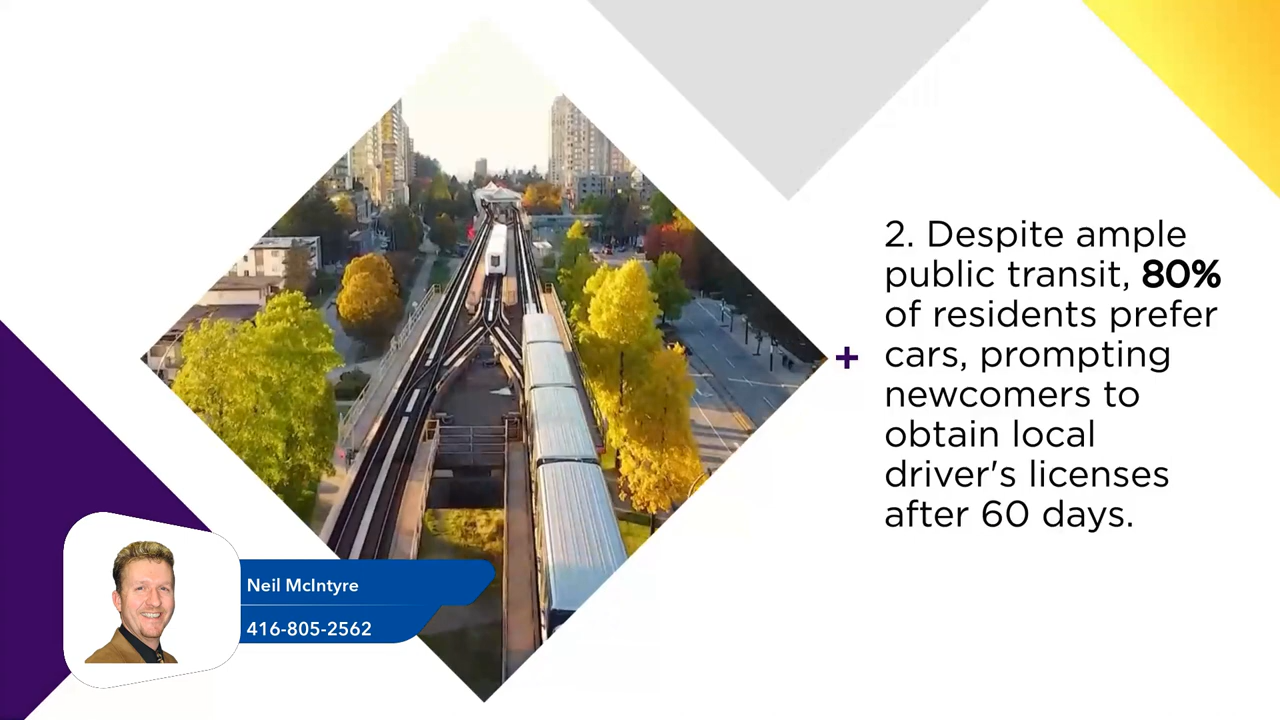 2. Despite ample
public transit, 80%
of residents prefer
+ cars, prompting
newcomers to
obtain local
driver's licenses
after 60 days.
Neil McIntyre
416-805-2562